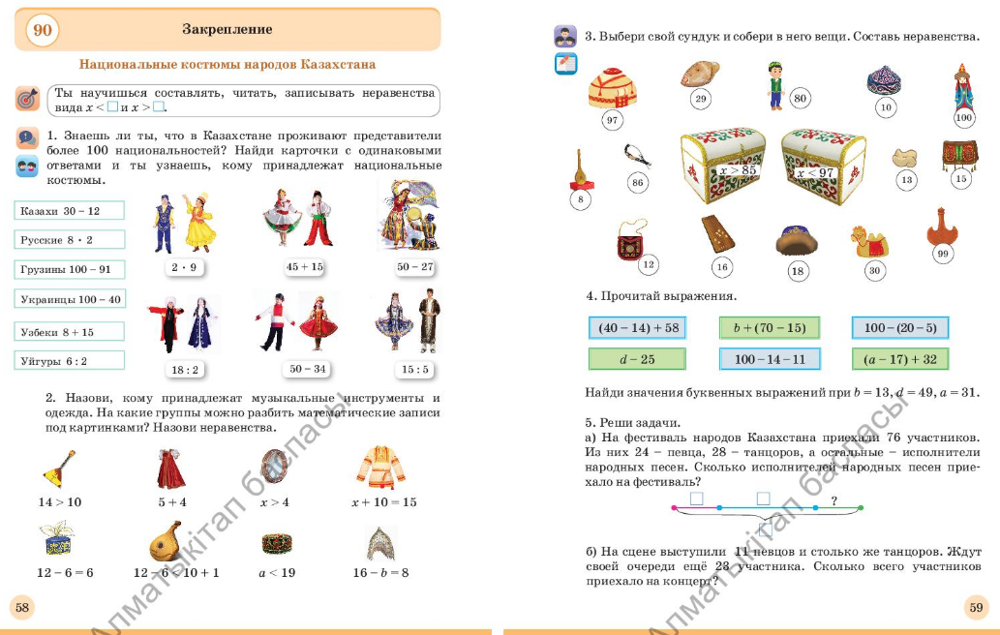 90
Закрепление
Национальные костюмы народов Казахстана
Ты научишься составлять, читать, записывать неравенства
вида x < □ и x > □.
1. Знаешь ли ты, что в Казахстане проживают представители
более 100 национальностей? Найди карточки с одинаковыми
ответами и ты узнаешь, кому принадлежат национальные
костюмы.
Казахи 30 – 12
Русские 8 · 2
Грузины 100 – 91
Украинцы 100 – 40
Узбеки 8 + 15
Уйгуры 6 : 2
2 · 9
45 + 15
50 – 27
18 : 2
50 – 34
15 : 5
2. Назови, кому принадлежат музыкальные инструменты и
одежда. На какие группы можно разбить математические записи
под картинками? Назови неравенства.
14 > 10
5 + 4
x > 4
x + 10 = 15
12 – 6 = 6
12 – 6 < 10 + 1
a < 19
16 – b = 8
58
3. Выбери свой сундук и собери в него вещи. Составь неравенства.
97
29
80
10
100
8
86
x > 85
x < 97
13
15
12
16
18
30
99
4. Прочитай выражения.
(40 – 14) + 58
b + (70 – 15)
100 – (20 – 5)
d – 25
100 – 14 – 11
(a – 17) + 32
Найди значения буквенных выражений при b = 13, d = 49, a = 31.
5. Реши задачи.
а) На фестиваль народов Казахстана приехали 76 участников.
Из них 24 – певца, 28 – танцоров, а остальные – исполнители
народных песен. Сколько исполнителей народных песен прие-
хало на фестиваль?
?
б) На сцене выступили 11 певцов и столько же танцоров. Ждут
своей очереди ещё 23 участника. Сколько всего участников
приехало на концерт?
59
Алматыкітап баспасы
Алматыкітап баспасы